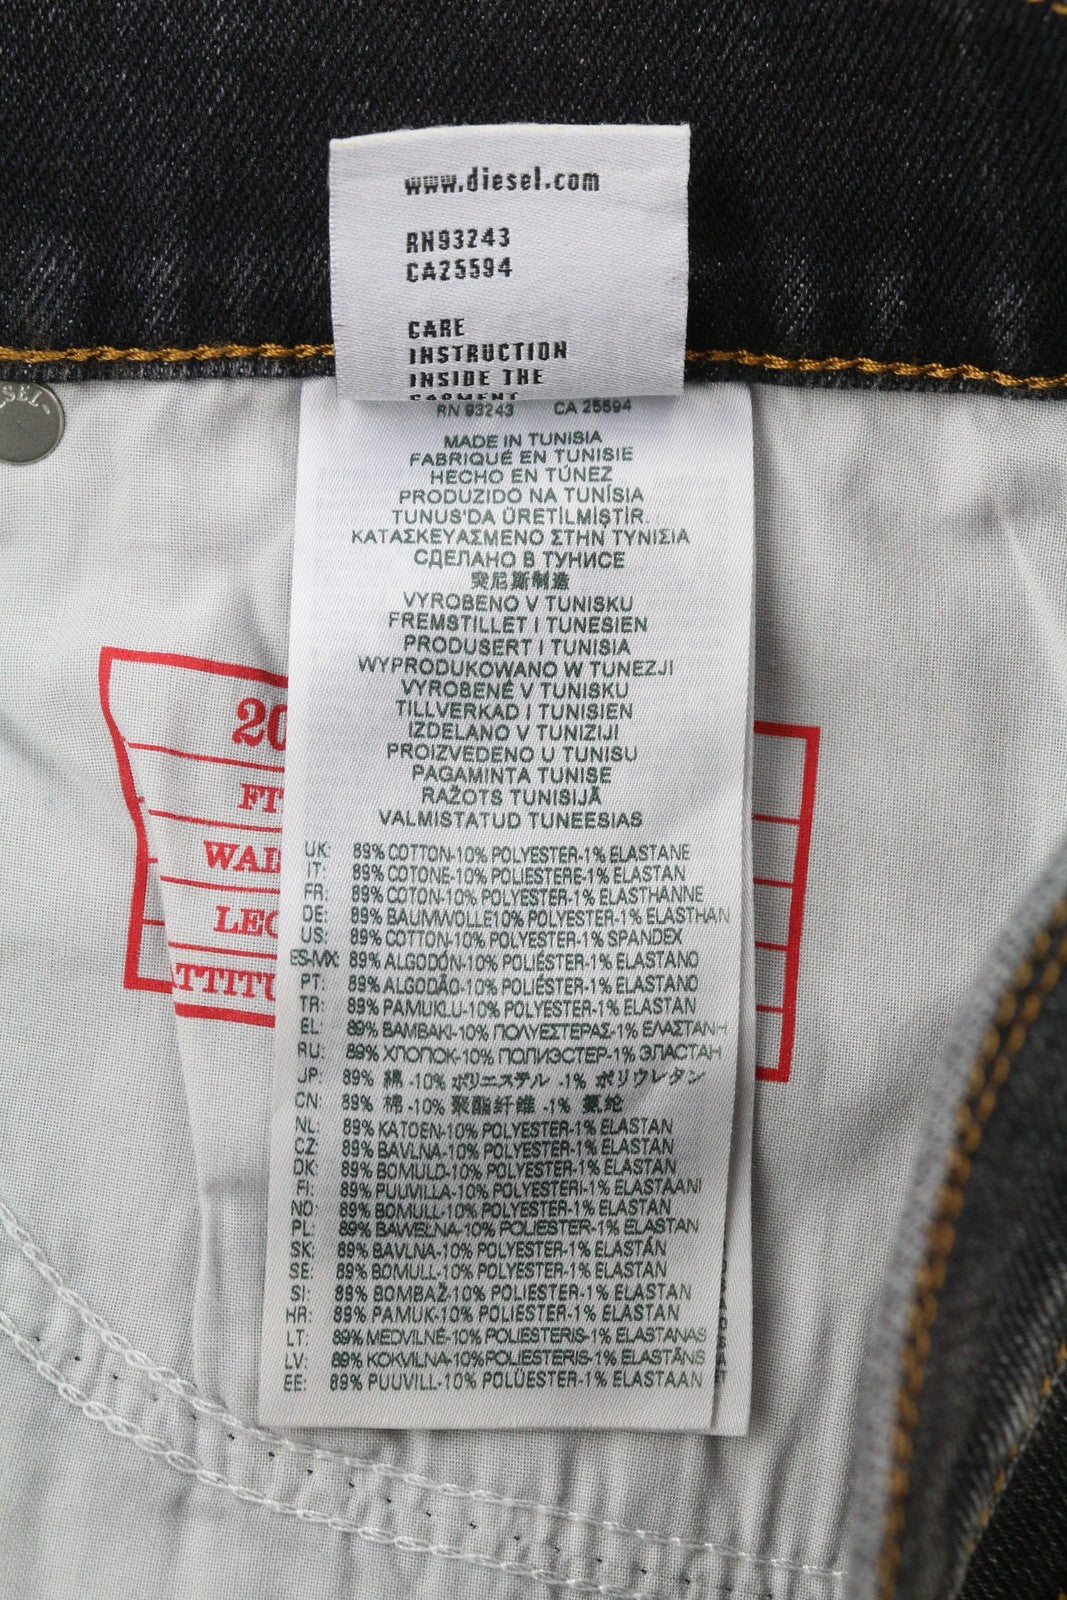 www.diesel.com
RN93243
CA25594
CARE
INSTRUCTION
INSIDE THE
GARMENT
RN 93243 CA 25594
MADE IN TUNISIA
FABRIQUÉ EN TUNISIE
HECHO EN TÚNEZ
PRODUZIDO NA TUNÍSIA
TUNUS'DA ÜRETİLMİŞTİR.
ΚΑΤΑΣΚΕΥΑΣΜΕΝΟ ΣΤΗΝ ΤΥΝΙΣΙΑ
СДЕЛАНО В ТУНИСЕ
突尼斯制造
VYROBENO V TUNISKU
FREMSTILLET I TUNESIEN
PRODUSERT I TUNISIA
WYPRODUKOWANO W TUNEZJI
VYROBENÉ V TUNISKU
TILLVERKAD I TUNISIEN
IZDELANO V TUNIZIJI
PROIZVEDENO U TUNISU
PAGAMINTA TUNISE
RAŽOTS TUNISIJĀ
VALMISTATUD TUNEESIAS
UK: 89% COTTON-10% POLYESTER-1% ELASTANE
IT: 89% COTONE-10% POLIESTERE-1% ELASTAN
FR: 89% COTON-10% POLYESTER-1% ELASTHANNE
DE: 89% BAUMWOLLE10% POLYESTER-1% ELASTHAN
US: 89% COTTON-10% POLYESTER-1% SPANDEX
ES-MX: 89% ALGODÓN-10% POLIÉSTER-1% ELASTANO
PT: 89% ALGODÃO-10% POLIÉSTER-1% ELASTANO
TR: 89% PAMUKLU-10% POLYESTER-1% ELASTAN
EL: 89% ΒΑΜΒΑΚΙ-10% ΠΟΛΥΕΣΤΕΡΑΣ-1% ΕΛΑΣΤΑΝΗ
RU: 89% ХЛОПОК-10% ПОЛИЭСТЕР-1% ЭЛАСТАН
JP: 89% 綿 -10% ポリエステル -1% ポリウレタン
CN: 89% 棉 -10% 聚酯纤维 -1% 氨纶
NL: 89% KATOEN-10% POLYESTER-1% ELASTAN
CZ: 89% BAVLNA-10% POLYESTER-1% ELASTAN
DK: 89% BOMULD-10% POLYESTER-1% ELASTAN
FI: 89% PUUVILLA-10% POLYESTERI-1% ELASTAANI
NO: 89% BOMULL-10% POLYESTER-1% ELASTAN
PL: 89% BAWEŁNA-10% POLIESTER-1% ELASTAN
SK: 89% BAVLNA-10% POLYESTER-1% ELASTÁN
SE: 89% BOMULL-10% POLYESTER-1% ELASTAN
SI: 89% BOMBAŽ-10% POLIESTER-1% ELASTAN
HR: 89% PAMUK-10% POLIESTER-1% ELASTAN
LT: 89% MEDVILNĖ-10% POLIESTERIS-1% ELASTANAS
LV: 89% KOKVILNA-10%POLIESTERIS-1% ELASTĀNS
EE: 89% PUUVILL-10% POLÜESTER-1% ELASTAAN
20
FIT
LEG